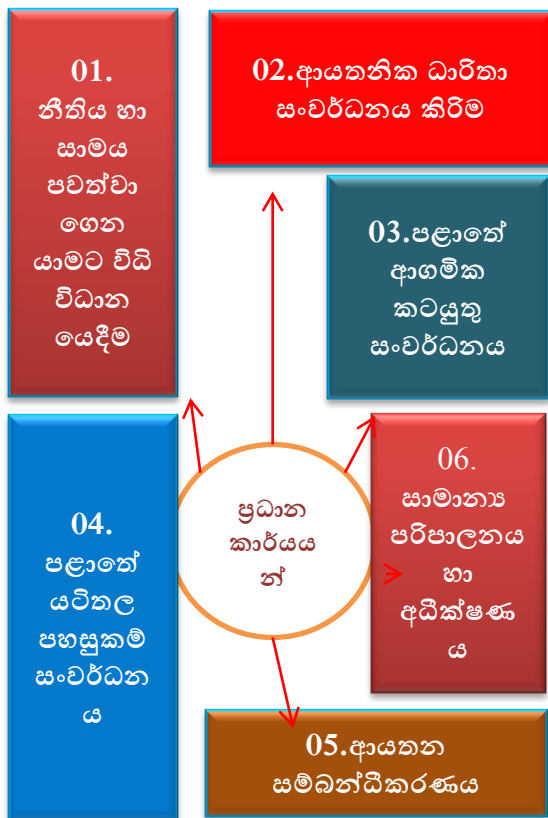 01.
නීතිය හා
සාමය
පවත්වා
ගෙන
යාමට විධි
විධාන
යෙදීම
02.ආයතනික ධාරිතා
සංවර්ධනය කිරිම
03.පළාතේ
ආගමික
කටයුතු
සංවර්ධනය
04.
පළාතේ
යටිතල
පහසුකම්
සංවර්ධන
ය
ප්‍රධාන
කාර්යය
න්
06.
සාමාන්‍ය
පරිපාලනය
හා
අධීක්ෂණ
ය
05.ආයතන
සම්බන්ධීකරණය